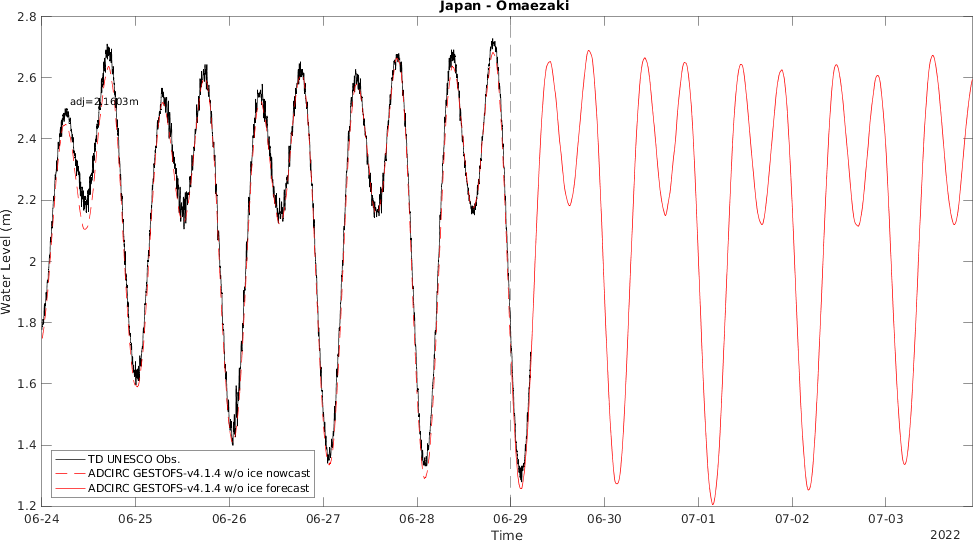 Japan - Omaezaki
2.8
2.6
2.4
2.2
2
1.8
1.6
1.4
1.2
Water Level (m)
adj=2.1603m
TD UNESCO Obs.
ADCIRC GESTOFS-v4.1.4 w/o ice nowcast
ADCIRC GESTOFS-v4.1.4 w/o ice forecast
06-24 06-25 06-26 06-27 06-28 06-29 06-30 07-01 07-02 07-03
Time
2022